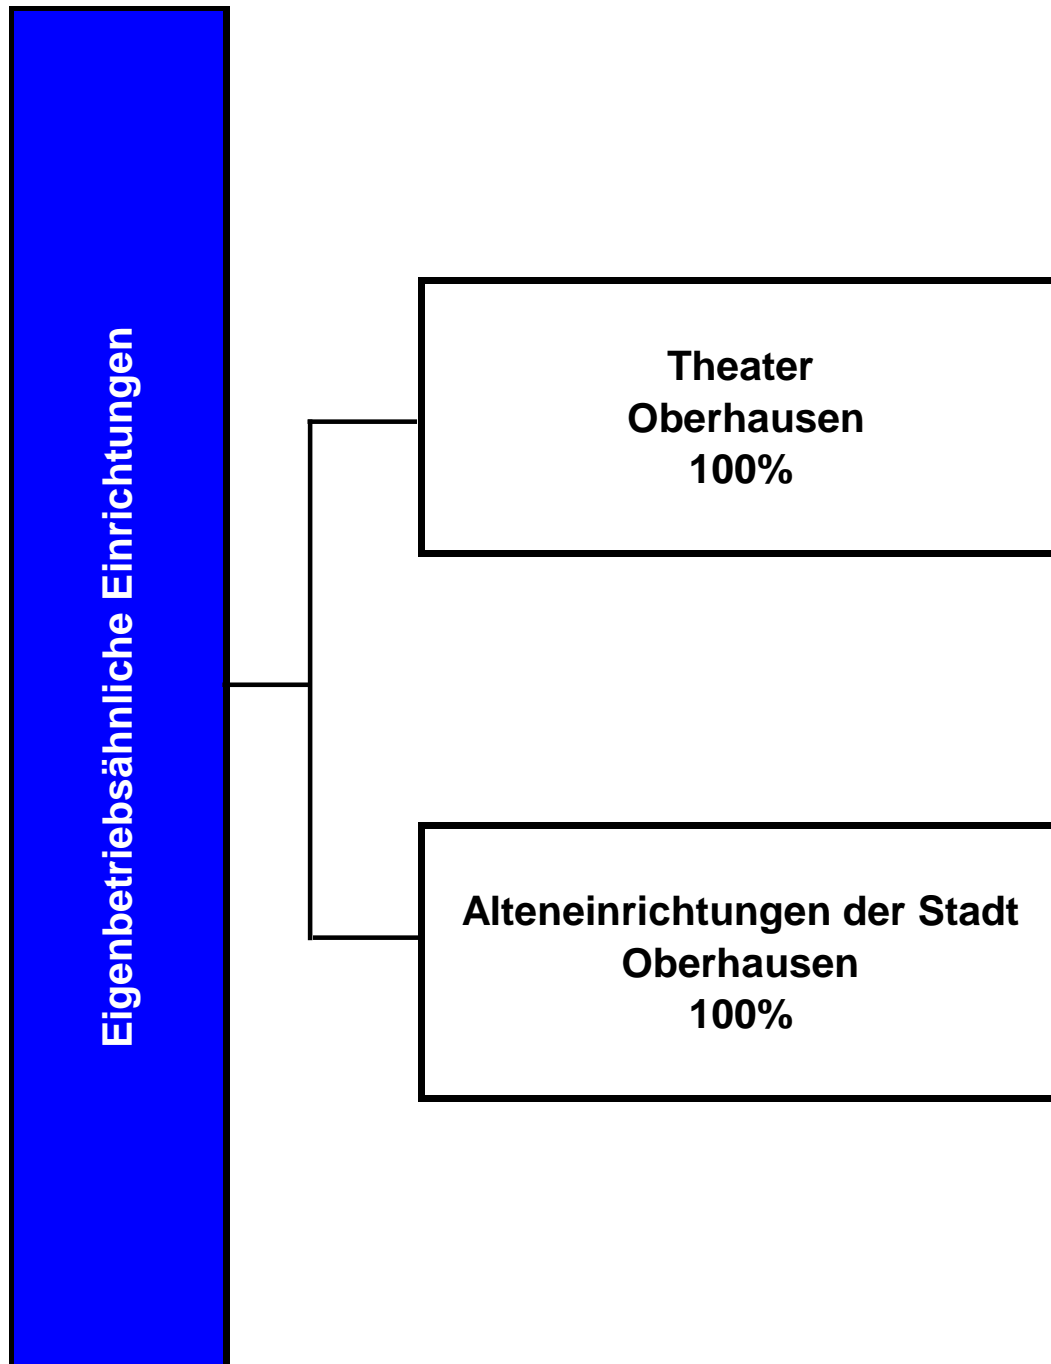 Eigenbetriebsähnliche Einrichtungen
Theater
Oberhausen
100%
Alteneinrichtungen der Stadt
Oberhausen
100%